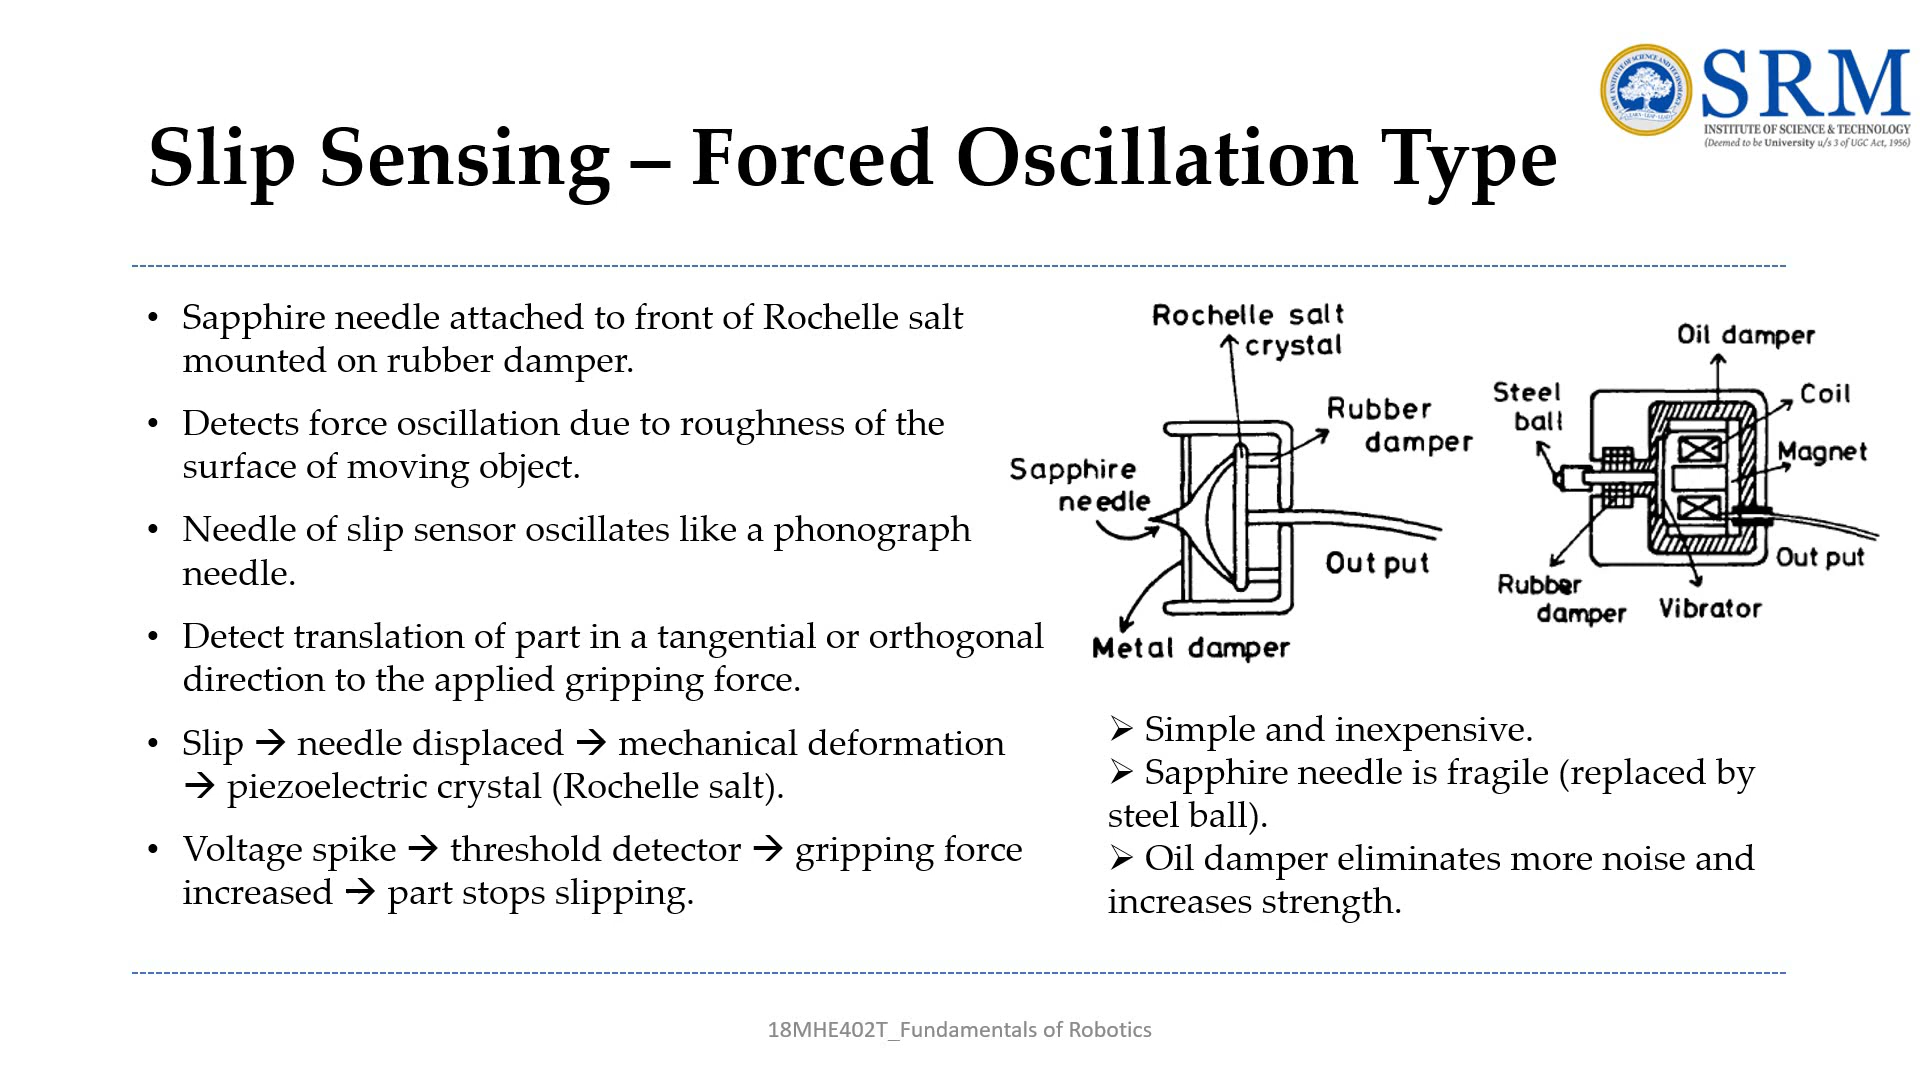 SRM
INSTITUTE OF SCIENCE & TECHNOLOGY
(Deemed to be University u/s 3 of UGC Act, 1956)
Slip Sensing – Forced Oscillation Type
• Sapphire needle attached to front of Rochelle salt
mounted on rubber damper.
• Detects force oscillation due to roughness of the
surface of moving object.
• Needle of slip sensor oscillates like a phonograph
needle.
• Detect translation of part in a tangential or orthogonal
direction to the applied gripping force.
• Slip → needle displaced → mechanical deformation
→ piezoelectric crystal (Rochelle salt).
• Voltage spike → threshold detector → gripping force
increased → part stops slipping.
Rochelle salt
crystal
Rubber
damper
Sapphire
needle
Out put
Metal damper
Oil damper
Steel
ball
Coil
Magnet
Out put
Rubber
damper
Vibrator
➢ Simple and inexpensive.
➢ Sapphire needle is fragile (replaced by
steel ball).
➢ Oil damper eliminates more noise and
increases strength.
18MHE402T_Fundamentals of Robotics